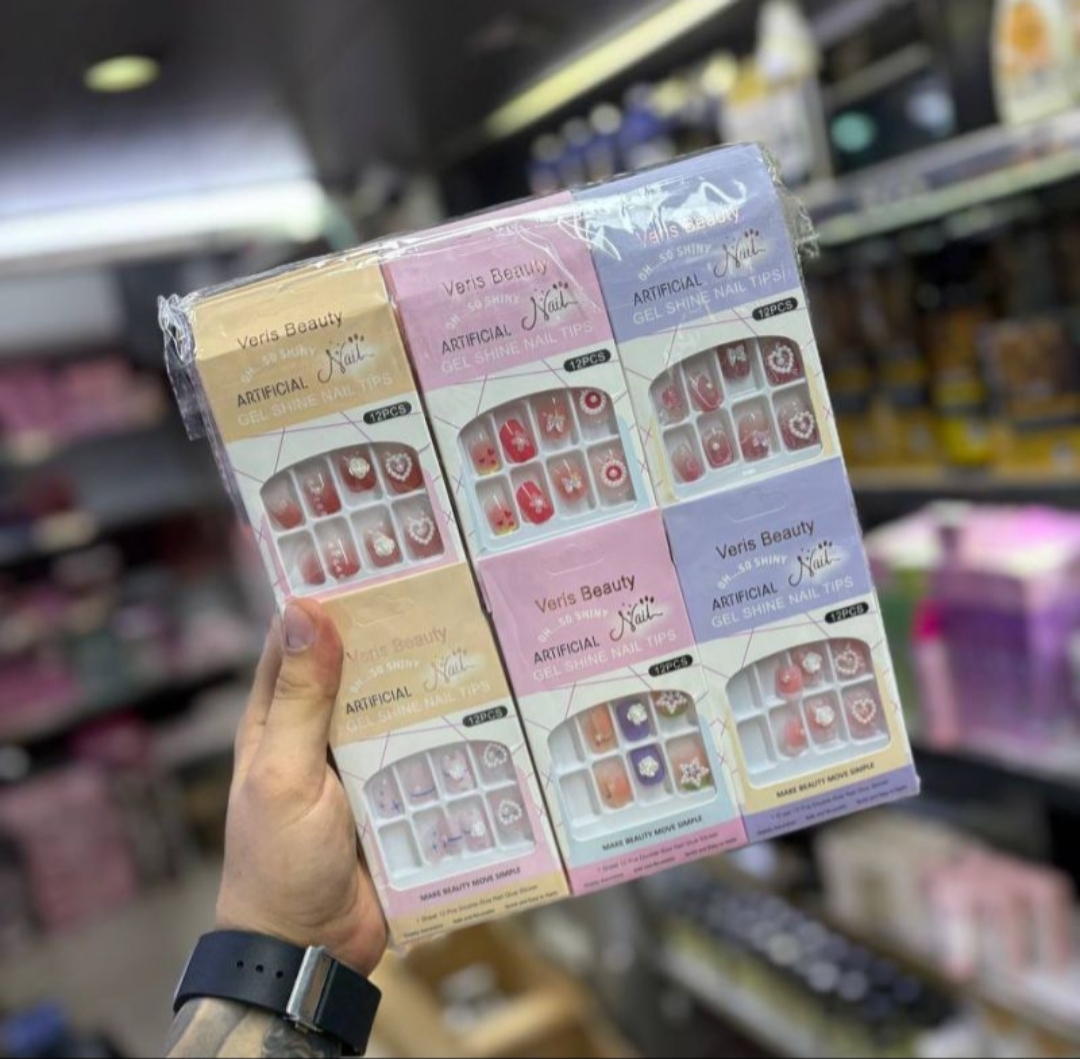 Veris Beauty
OH...SO SHINY
Nail
ARTIFICIAL
GEL SHINE NAIL TIPS
12PCS
Veris Beauty
OH...SO SHINY
Nail
ARTIFICIAL
GEL SHINE NAIL TIPS
12PCS
Veris Beauty
OH...SO SHINY
Nail
ARTIFICIAL
GEL SHINE NAIL TIPS
12PCS
Veris Beauty
OH...SO SHINY
Nail
ARTIFICIAL
GEL SHINE NAIL TIPS
12PCS
MAKE BEAUTY MOVE SIMPLE
Veris Beauty
OH...SO SHINY
Nail
ARTIFICIAL
GEL SHINE NAIL TIPS
12PCS
MAKE BEAUTY MOVE SIMPLE
Veris Beauty
OH...SO SHINY
Nail
ARTIFICIAL
GEL SHINE NAIL TIPS
12PCS
MAKE BEAUTY MOVE SIMPLE